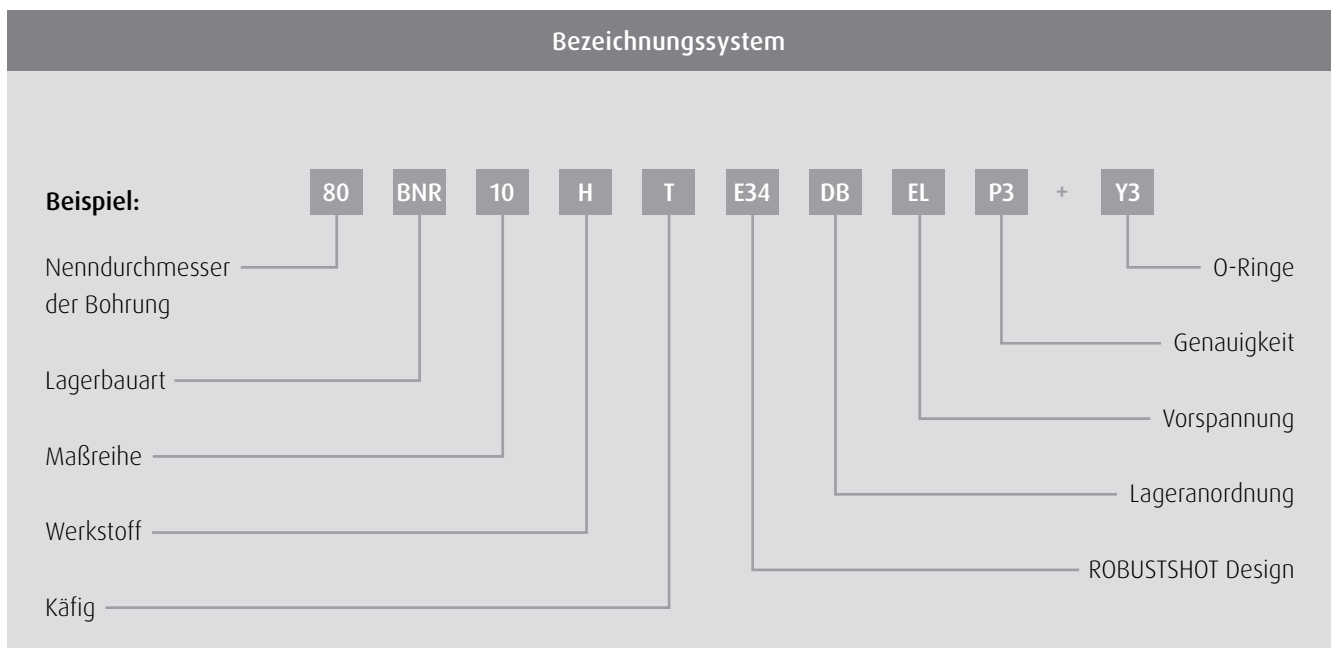 Bezeichnungssystem
Beispiel: 80 BNR 10 H T E34 DB EL P3 + Y3
Nenndurchmesser
der Bohrung
O-Ringe
Genauigkeit
Lagerbauart
Vorspannung
Maßreihe
Lageranordnung
Werkstoff
ROBUSTSHOT Design
Käfig